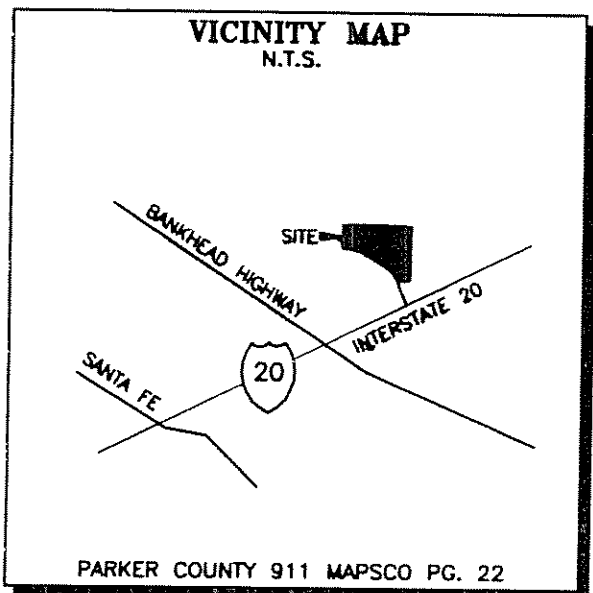 VICINITY MAP
N.T.S.
BANKHEAD HIGHWAY
SITE
INTERSTATE 20
20
SANTA FE
PARKER COUNTY 911 MAPSCO PG. 22